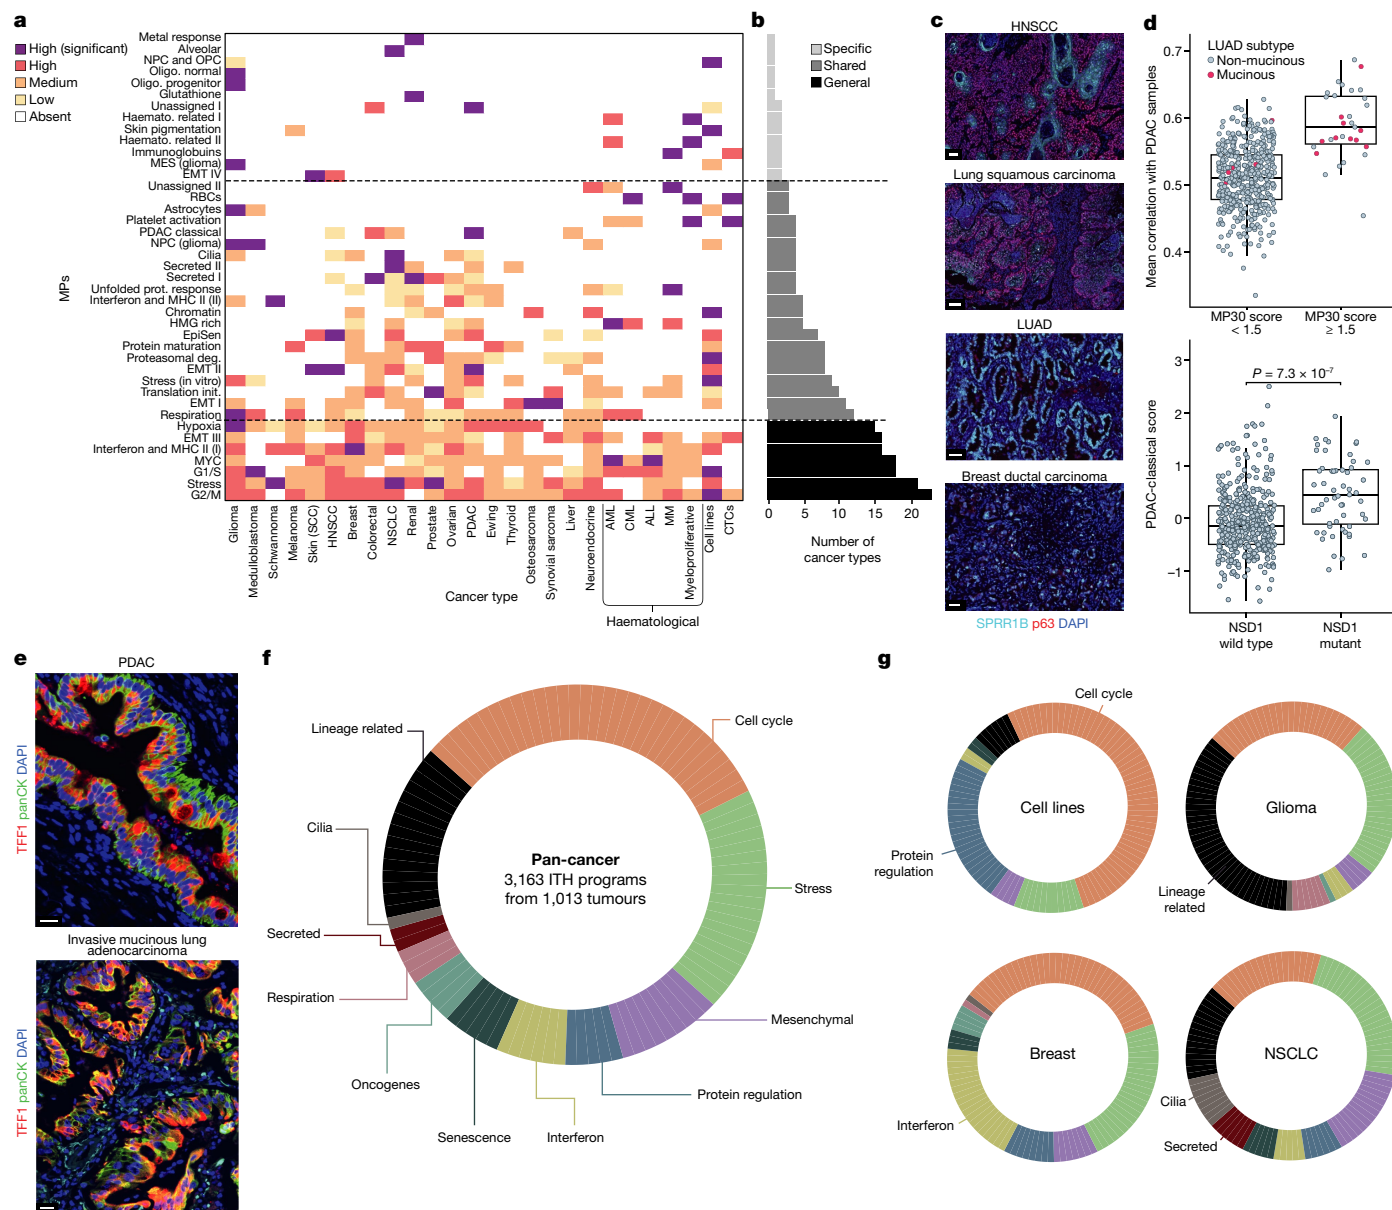 a
High (significant)
High
Medium
Low
Absent
MPs
Metal response
Alveolar
NPC and OPC
Oligo. normal
Oligo. progenitor
Glutathione
Unassigned I
Haemato. related I
Skin pigmentation
Haemato. related II
Immunoglobuins
MES (glioma)
EMT IV
Unassigned II
RBCs
Astrocytes
Platelet activation
PDAC classical
NPC (glioma)
Cilia
Secreted II
Secreted I
Unfolded prot. response
Interferon and MHC II (II)
Chromatin
HMG rich
EpiSen
Protein maturation
Proteasomal deg.
EMT II
Stress (in vitro)
Translation init.
EMT I
Respiration
Hypoxia
EMT III
Interferon and MHC II (I)
MYC
G1/S
Stress
G2/M
Glioma
Medulloblastoma
Schwannoma
Melanoma
Skin (SCC)
HNSCC
Breast
Colorectal
NSCLC
Renal
Prostate
Ovarian
PDAC
Ewing
Thyroid
Osteosarcoma
Synovial sarcoma
Liver
Neuroendocrine
AML
CML
ALL
MM
Myeloproliferative
Cell lines
CTCs
Cancer type
Haematological
b
Specific
Shared
General
0 5 10 15 20
Number of
cancer types
c
HNSCC
Lung squamous carcinoma
LUAD
Breast ductal carcinoma
SPRR1B p63 DAPI
d
Mean correlation with PDAC samples
0.7
0.6
0.5
0.4
LUAD subtype
Non-mucinous
Mucinous
MP30 score
< 1.5
MP30 score
≥ 1.5
PDAC–classical score
3
2
1
0
−1
P = 7.3 × 10⁻⁷
NSD1
wild type
NSD1
mutant
e
PDAC
TFF1 panCK DAPI
Invasive mucinous lung
adenocarcinoma
TFF1 panCK DAPI
f
Pan-cancer
3,163 ITH programs
from 1,013 tumours
Lineage related
Cell cycle
Cilia
Stress
Secreted
Respiration
Mesenchymal
Oncogenes
Protein regulation
Senescence
Interferon
g
Cell cycle
Cell lines
Protein
regulation
Glioma
Lineage
related
Breast
Interferon
NSCLC
Cilia
Secreted